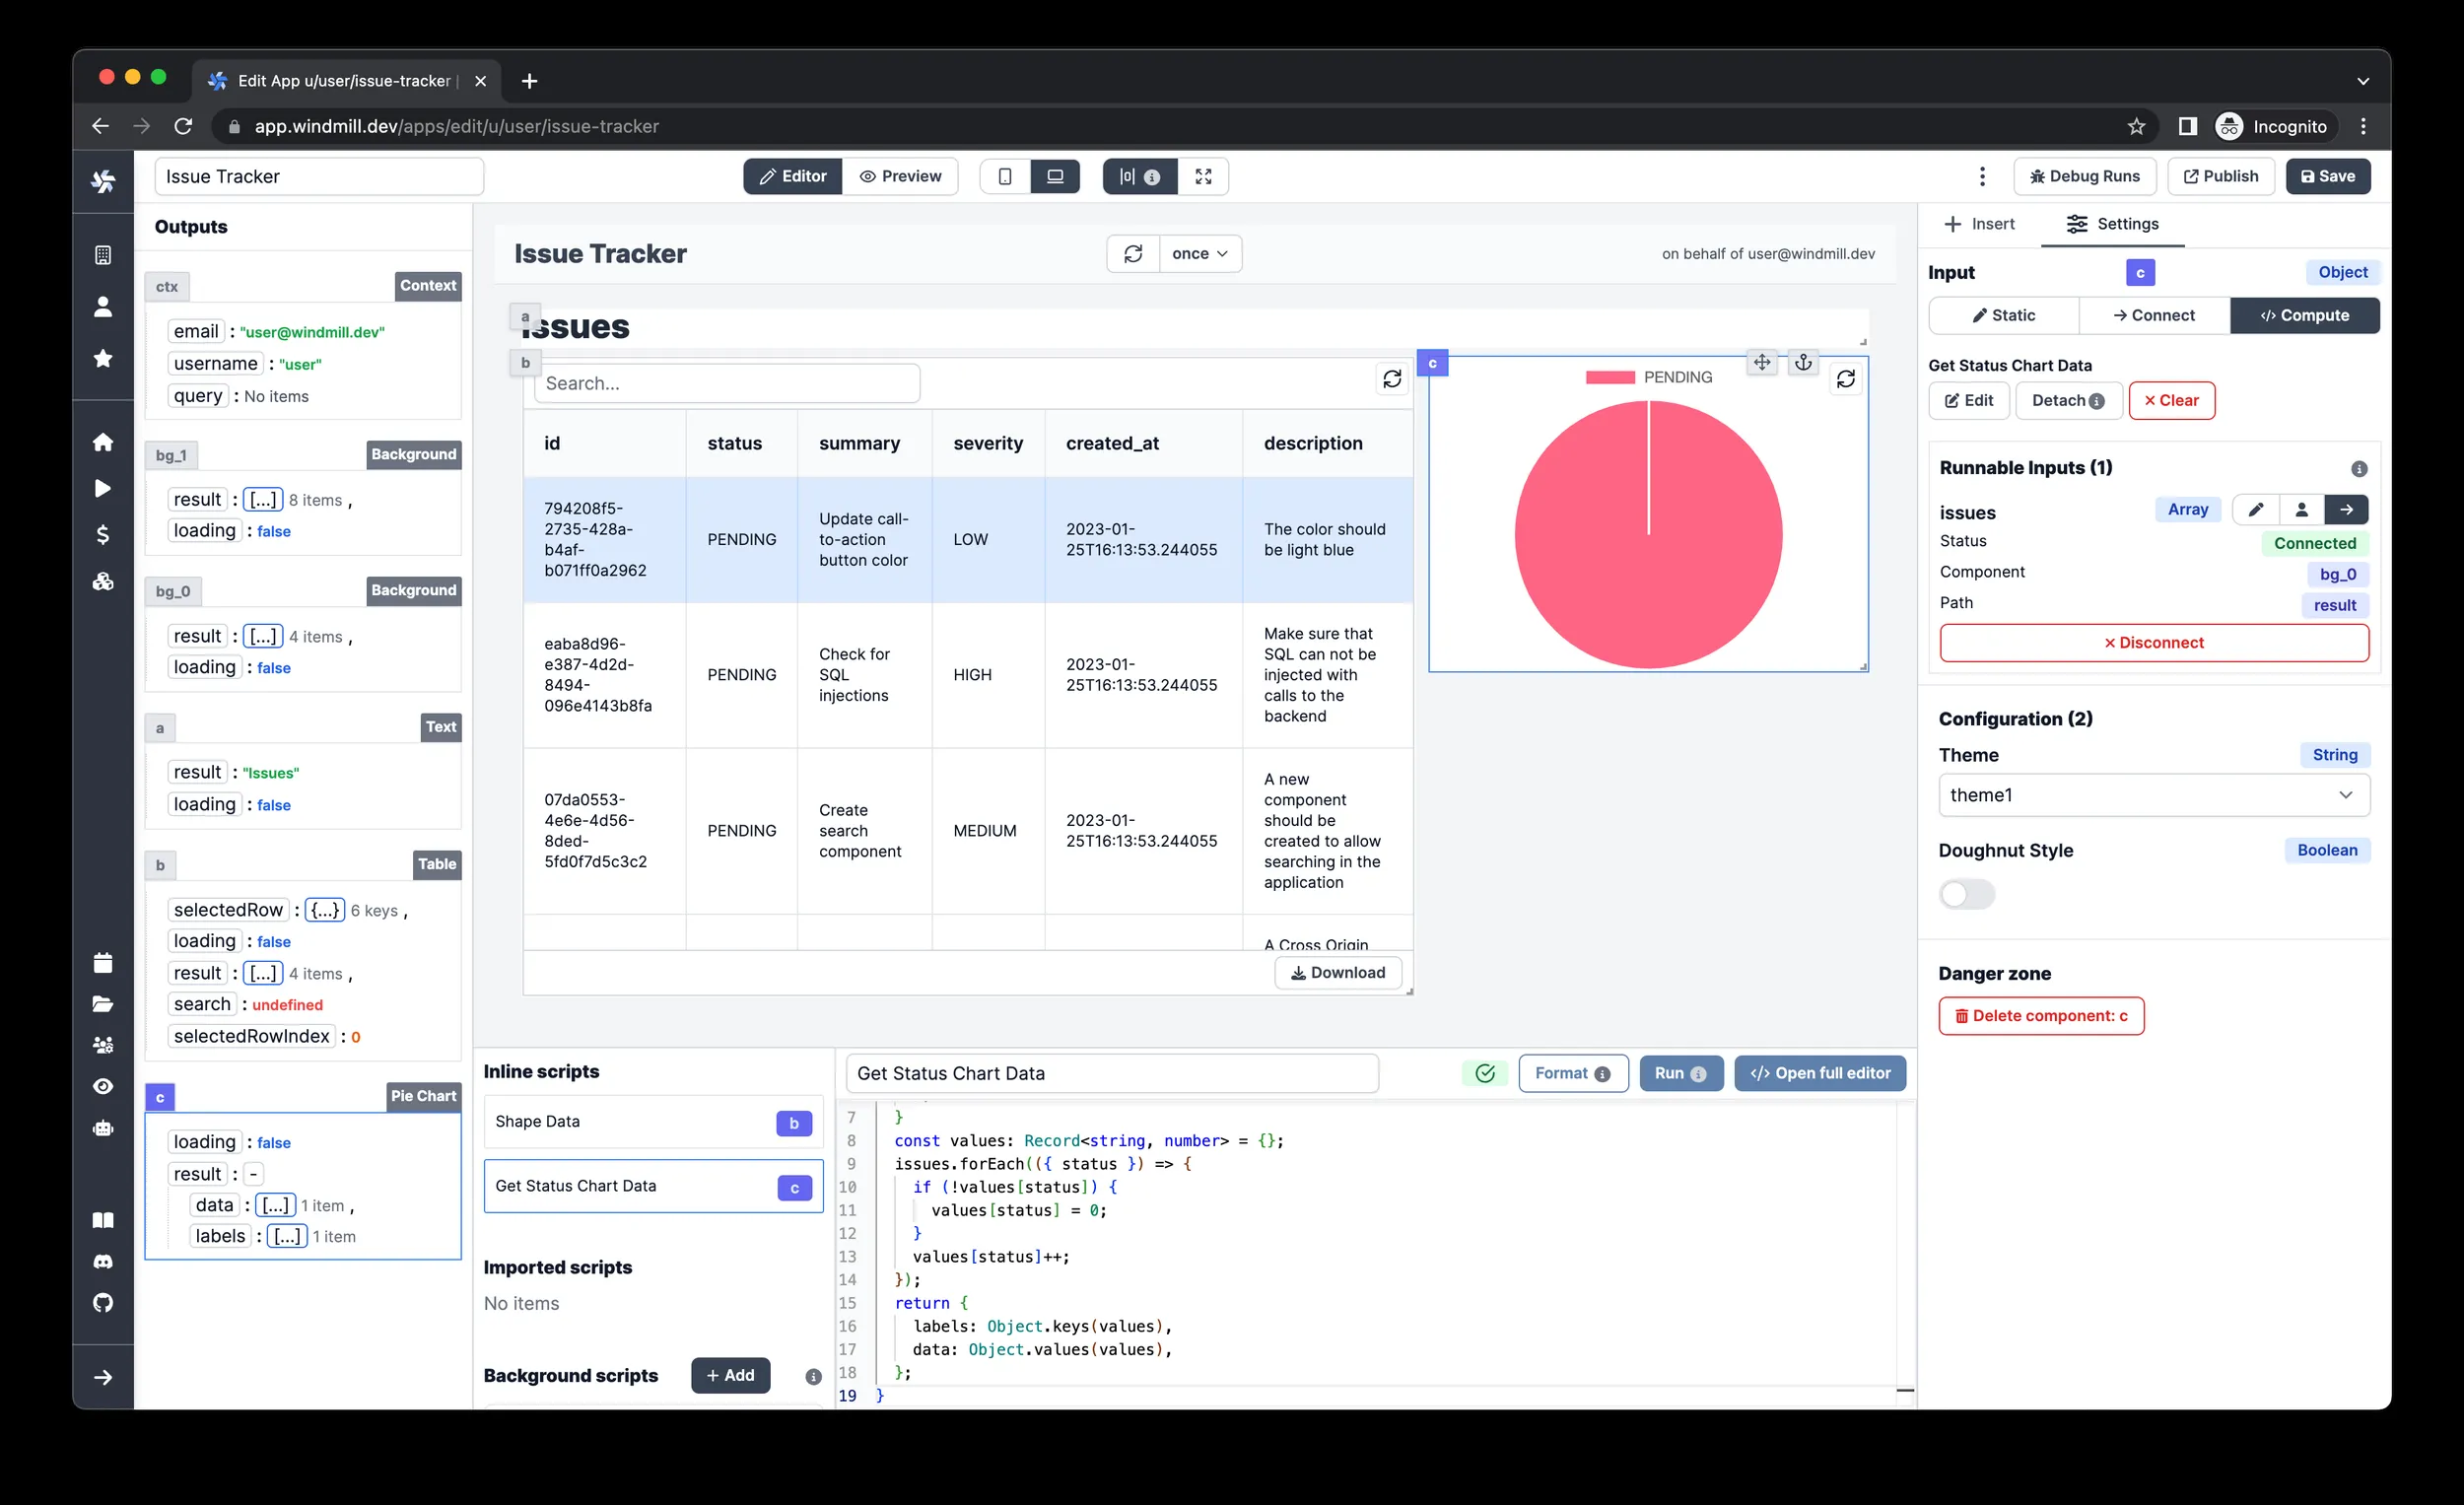 Edit App u/user/issue-tracker |
app.windmill.dev/apps/edit/u/user/issue-tracker
Incognito
Issue Tracker
Editor
Preview
Debug Runs
Publish
Save
Outputs
ctx
Context
email : "user@windmill.dev"
username : "user"
query : No items
bg_1
Background
result : [...] 8 items ,
loading : false
bg_0
Background
result : [...] 4 items ,
loading : false
a
Text
result : "Issues"
loading : false
b
Table
selectedRow : {...} 6 keys ,
loading : false
result : [...] 4 items ,
search : undefined
selectedRowIndex : 0
c
Pie Chart
loading : false
result : -
data : [...] 1 item ,
labels : [...] 1 item
Issue Tracker
once
on behalf of user@windmill.dev
a
Issues
b
Search...
id status summary severity created_at description
794208f5-
2735-428a-
b4af-
b071ff0a2962
PENDING
Update call-
to-action
button color
LOW
2023-01-
25T16:13:53.244055
The color should
be light blue
eaba8d96-
e387-4d2d-
8494-
096e4143b8fa
PENDING
Check for
SQL
injections
HIGH
2023-01-
25T16:13:53.244055
Make sure that
SQL can not be
injected with
calls to the
backend
07da0553-
4e6e-4d56-
8ded-
5fd0f7d5c3c2
PENDING
Create
search
component
MEDIUM
2023-01-
25T16:13:53.244055
A new
component
should be
created to allow
searching in the
application
A Cross Origin
Download
c
PENDING
Inline scripts
Shape Data
b
Get Status Chart Data
c
Imported scripts
No items
Background scripts
+ Add
Get Status Chart Data
Format
Run
</> Open full editor
7 }
8 const values: Record<string, number> = {};
9 issues.forEach(({ status }) => {
10 if (!values[status]) {
11 values[status] = 0;
12 }
13 values[status]++;
14 });
15 return {
16 labels: Object.keys(values),
17 data: Object.values(values),
18 };
19 }
+ Insert
Settings
Input
c
Object
Static
Connect
Compute
Get Status Chart Data
Edit
Detach
Clear
Runnable Inputs (1)
issues
Array
Status
Connected
Component
bg_0
Path
result
Disconnect
Configuration (2)
Theme
String
theme1
Doughnut Style
Boolean
Danger zone
Delete component: c